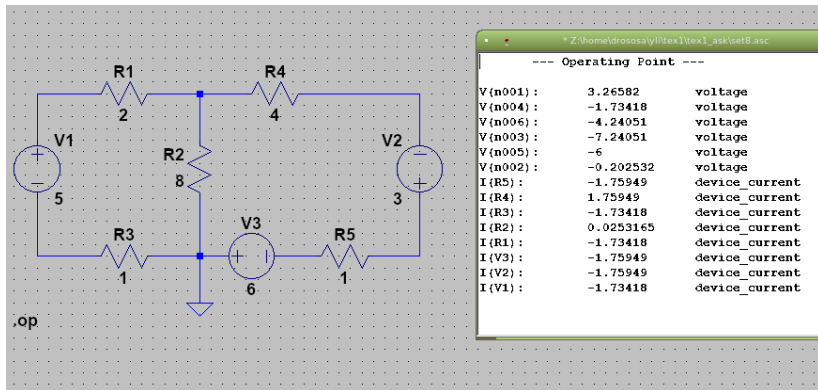 R1
R4
2
4
V1
+
-
5
R2
8
V2
-
+
3
R3
1
V3
+
-
6
R5
1
.op
* Z:\home\drososa\yli\tex1\tex1_ask\set8.asc
--- Operating Point ---
V(n001): 3.26582 voltage
V(n004): -1.73418 voltage
V(n006): -4.24051 voltage
V(n003): -7.24051 voltage
V(n005): -6 voltage
V(n002): -0.202532 voltage
I(R5): -1.75949 device_current
I(R4): 1.75949 device_current
I(R3): -1.73418 device_current
I(R2): 0.0253165 device_current
I(R1): -1.73418 device_current
I(V3): -1.75949 device_current
I(V2): -1.75949 device_current
I(V1): -1.73418 device_current